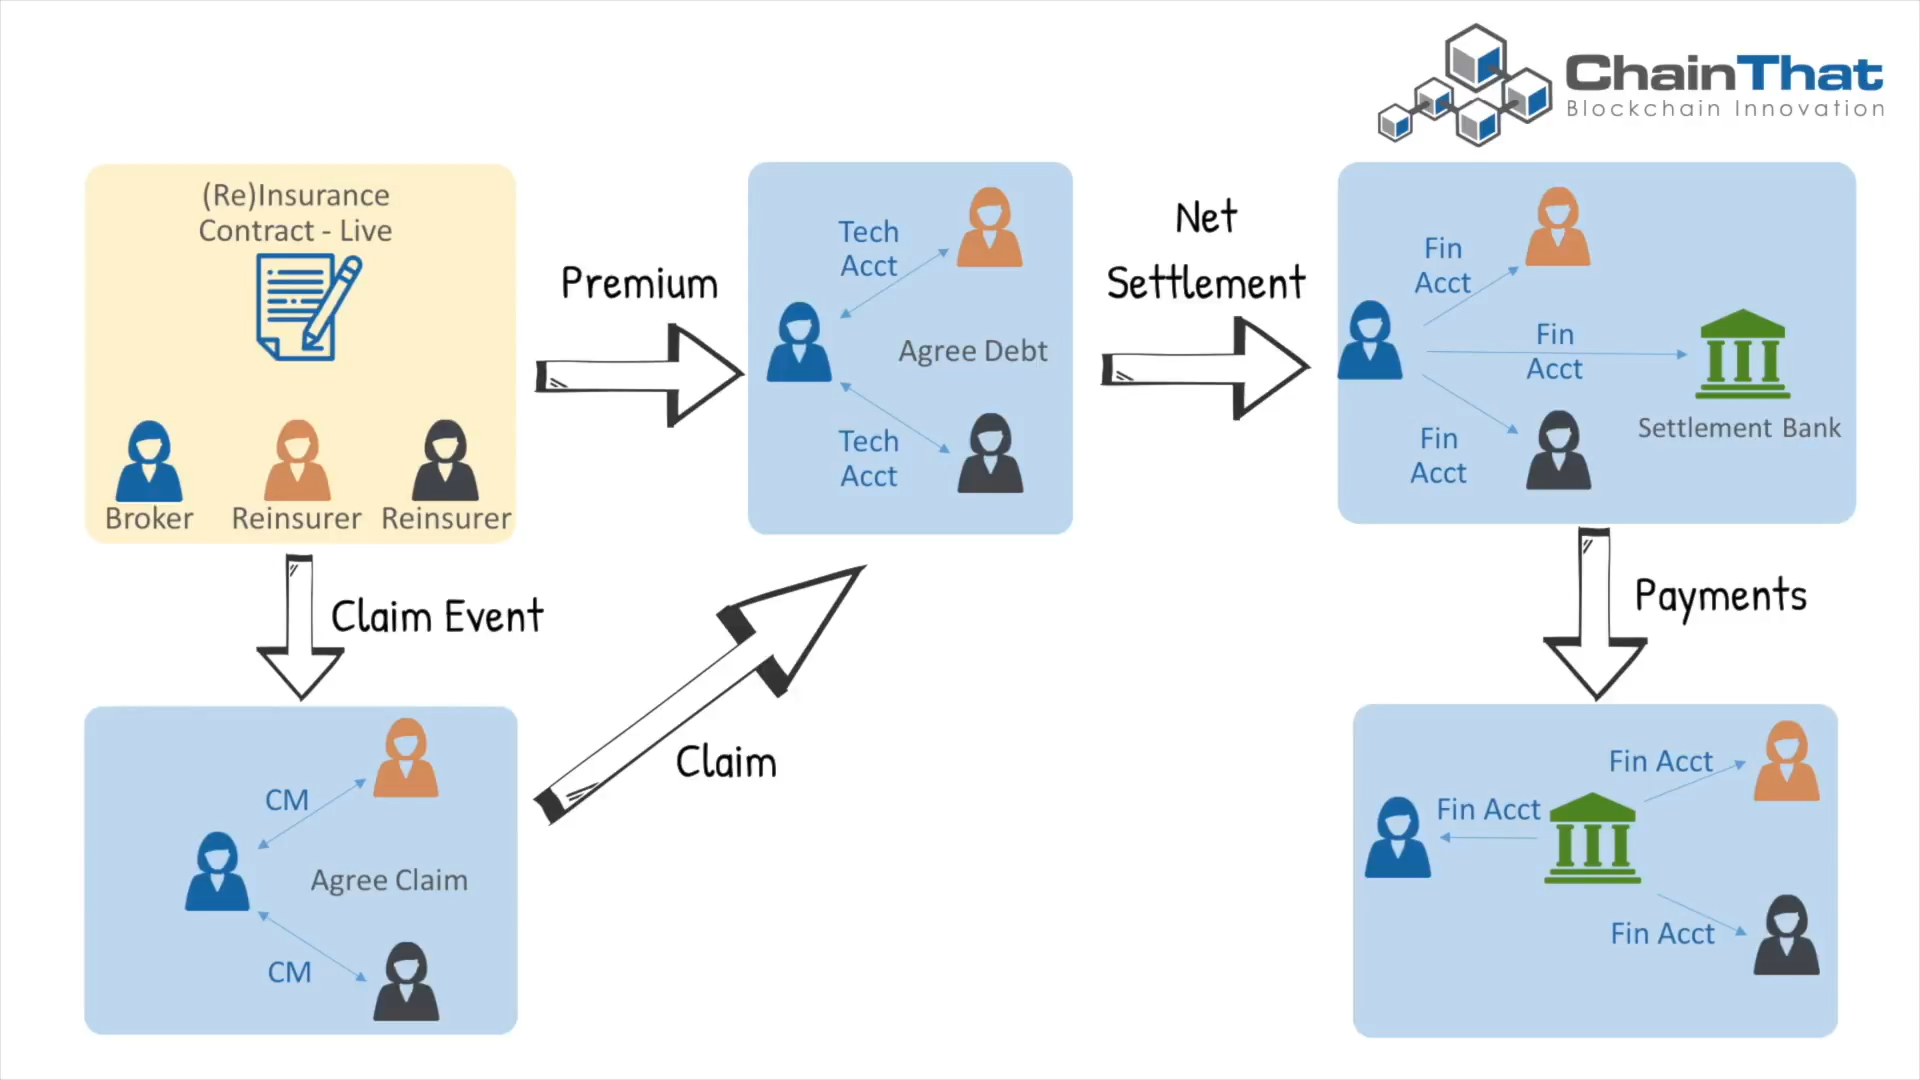 ChainThat
Blockchain Innovation
(Re)Insurance
Contract - Live
Broker
Reinsurer
Reinsurer
Premium
Tech
Acct
Agree Debt
Tech
Acct
Net
Settlement
Fin
Acct
Fin
Acct
Settlement Bank
Fin
Acct
Claim Event
Payments
CM
Agree Claim
CM
Claim
Fin Acct
Fin Acct
Fin Acct